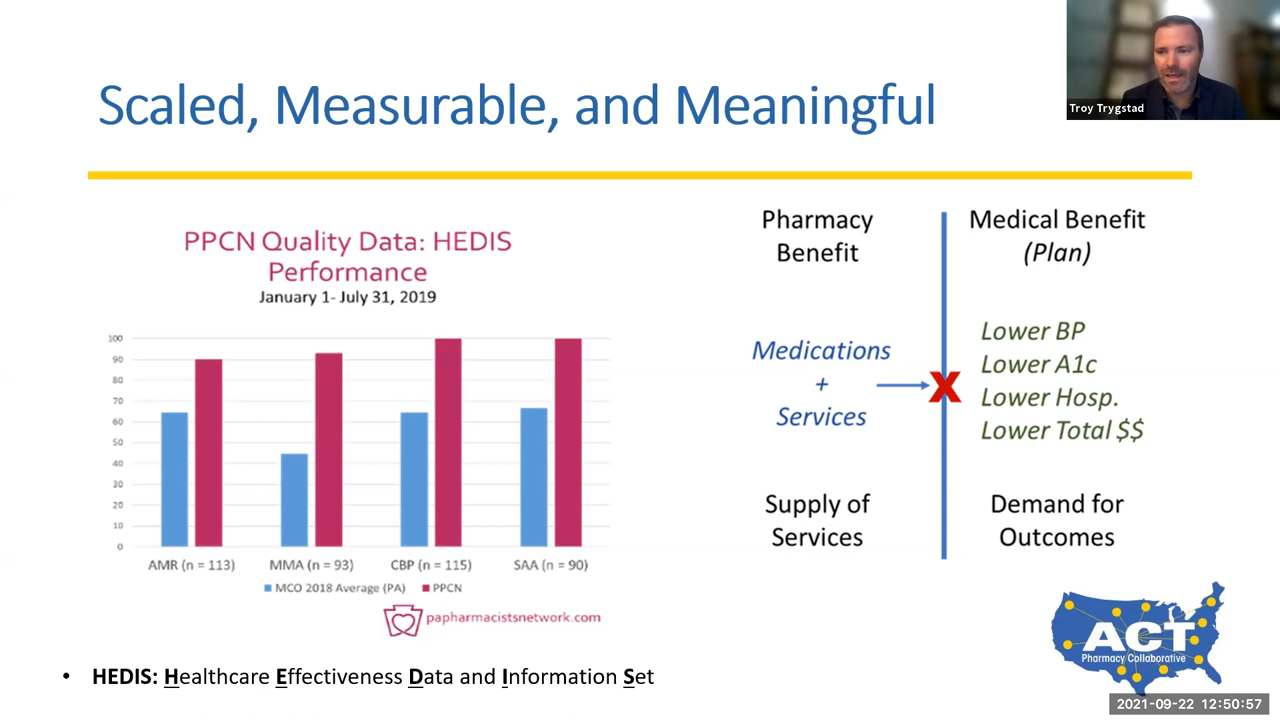 Troy Trygstad
Scaled, Measurable, and Meaningful
PPCN Quality Data: HEDIS
Performance
January 1- July 31, 2019
100
90
80
70
60
50
40
30
20
10
0
AMR (n = 113) MMA (n = 93) CBP (n = 115) SAA (n = 90)
MCO 2018 Average (PA) PPCN
papharmacistsnetwork.com
Pharmacy
Benefit
Medical Benefit
(Plan)
Medications
+
Services
X
Lower BP
Lower A1c
Lower Hosp.
Lower Total $$
Supply of
Services
Demand for
Outcomes
ACT
Pharmacy Collaborative
• HEDIS: Healthcare Effectiveness Data and Information Set
2021-09-22 12:50:57